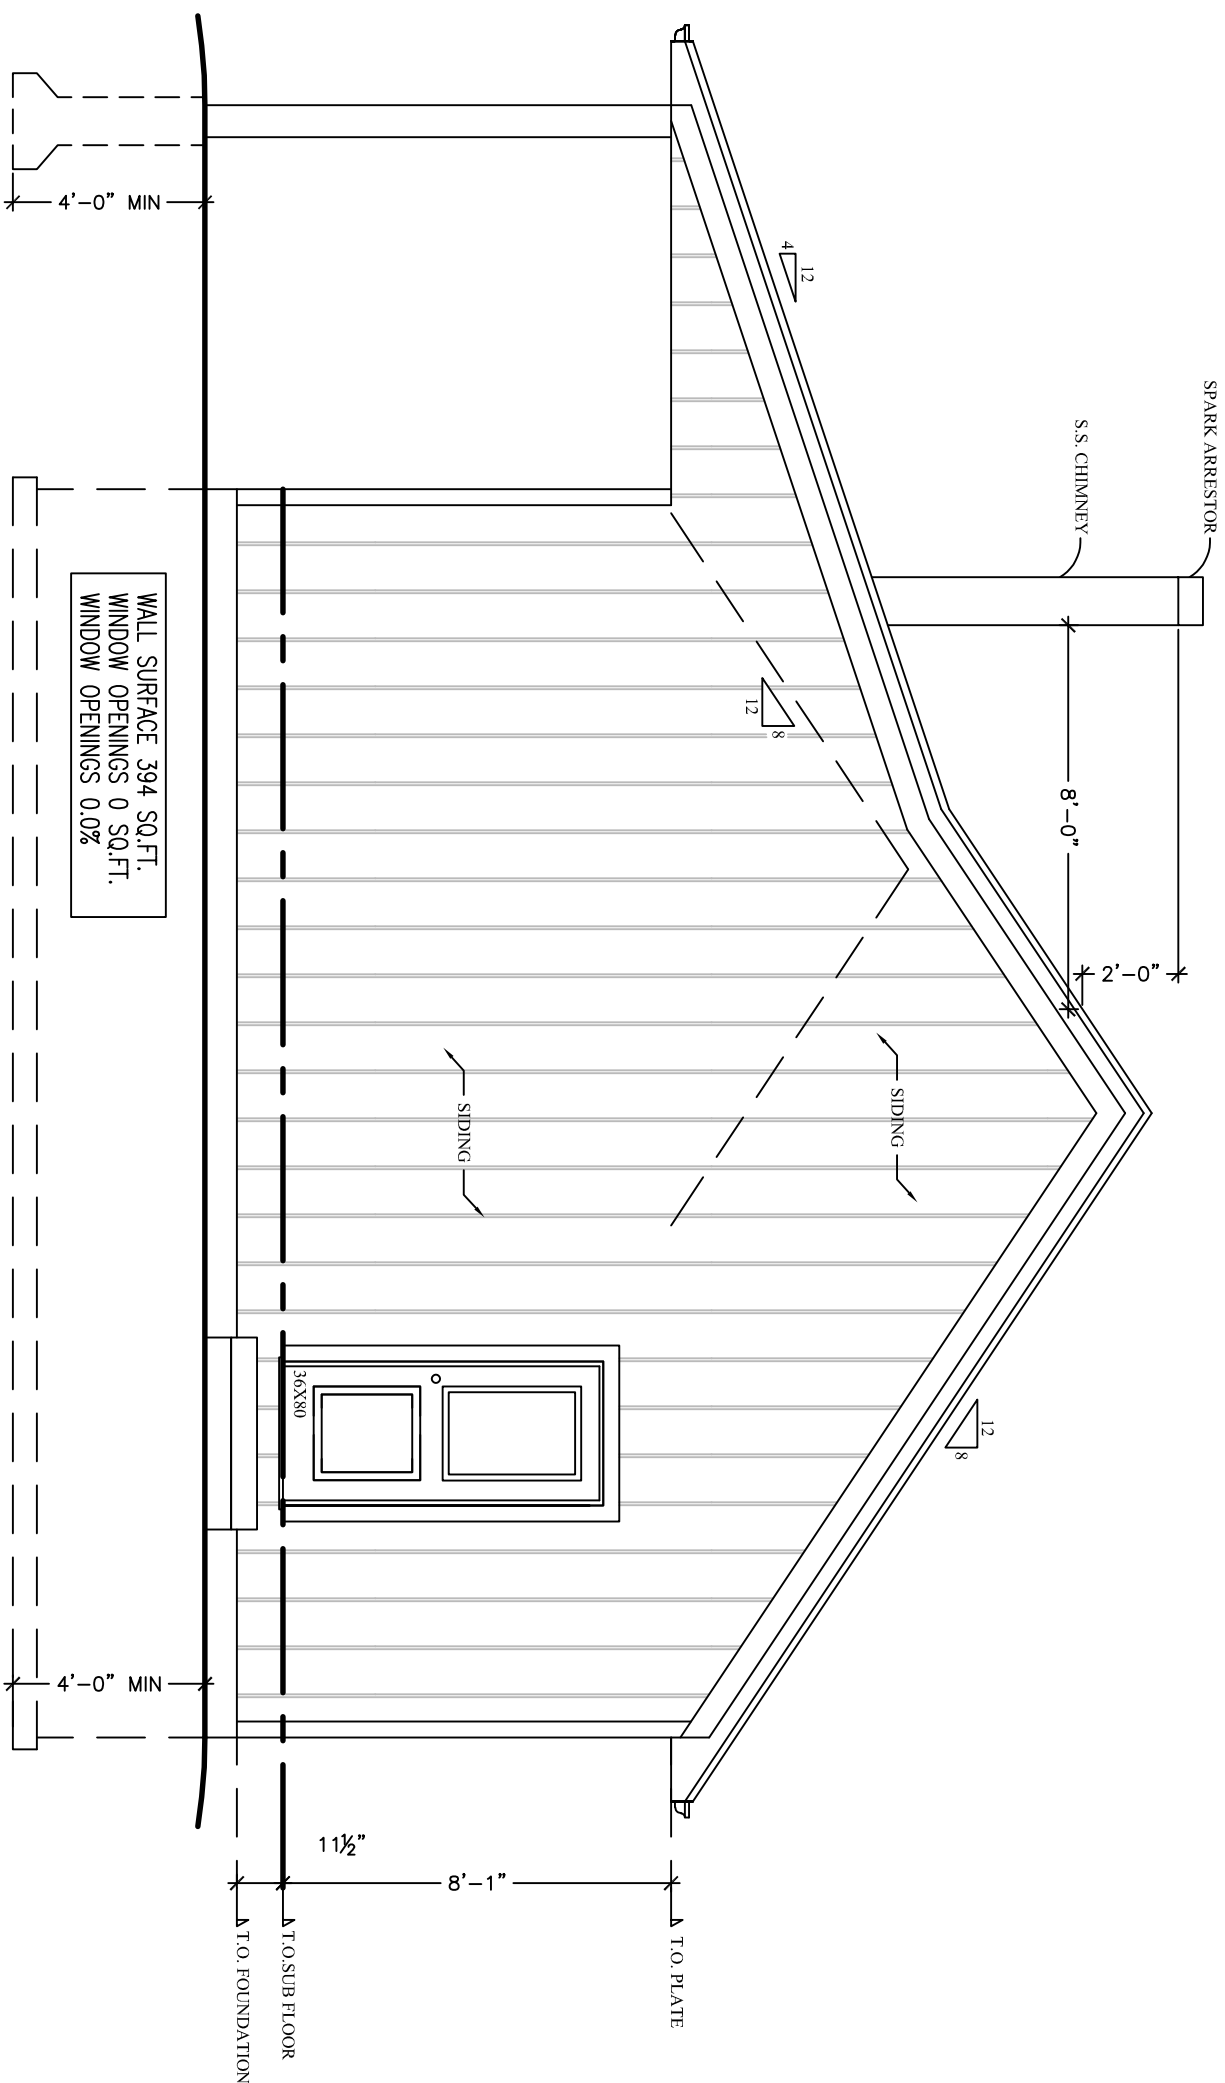 SPARK ARRESTOR
S.S. CHIMNEY
8'-0"
2'-0"
12
4
12
8
12
8
SIDING
SIDING
36X80
T.O. PLATE
8'-1"
11½"
T.O.SUB FLOOR
T.O. FOUNDATION
4'-0" MIN
4'-0" MIN
WALL SURFACE 394 SQ.FT.
WINDOW OPENINGS 0 SQ.FT.
WINDOW OPENINGS 0.0%